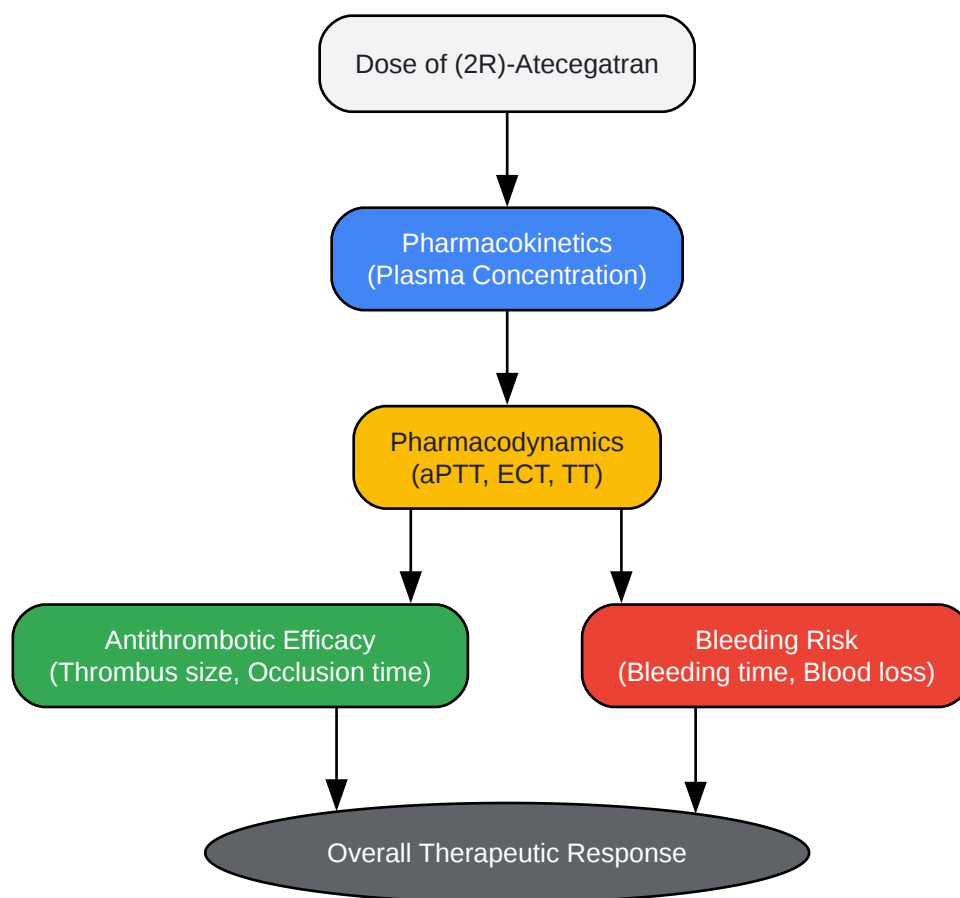 Dose of (2R)-Atecegatran
Pharmacokinetics
(Plasma Concentration)
Pharmacodynamics
(aPTT, ECT, TT)
Antithrombotic Efficacy
(Thrombus size, Occlusion time)
Bleeding Risk
(Bleeding time, Blood loss)
Overall Therapeutic Response